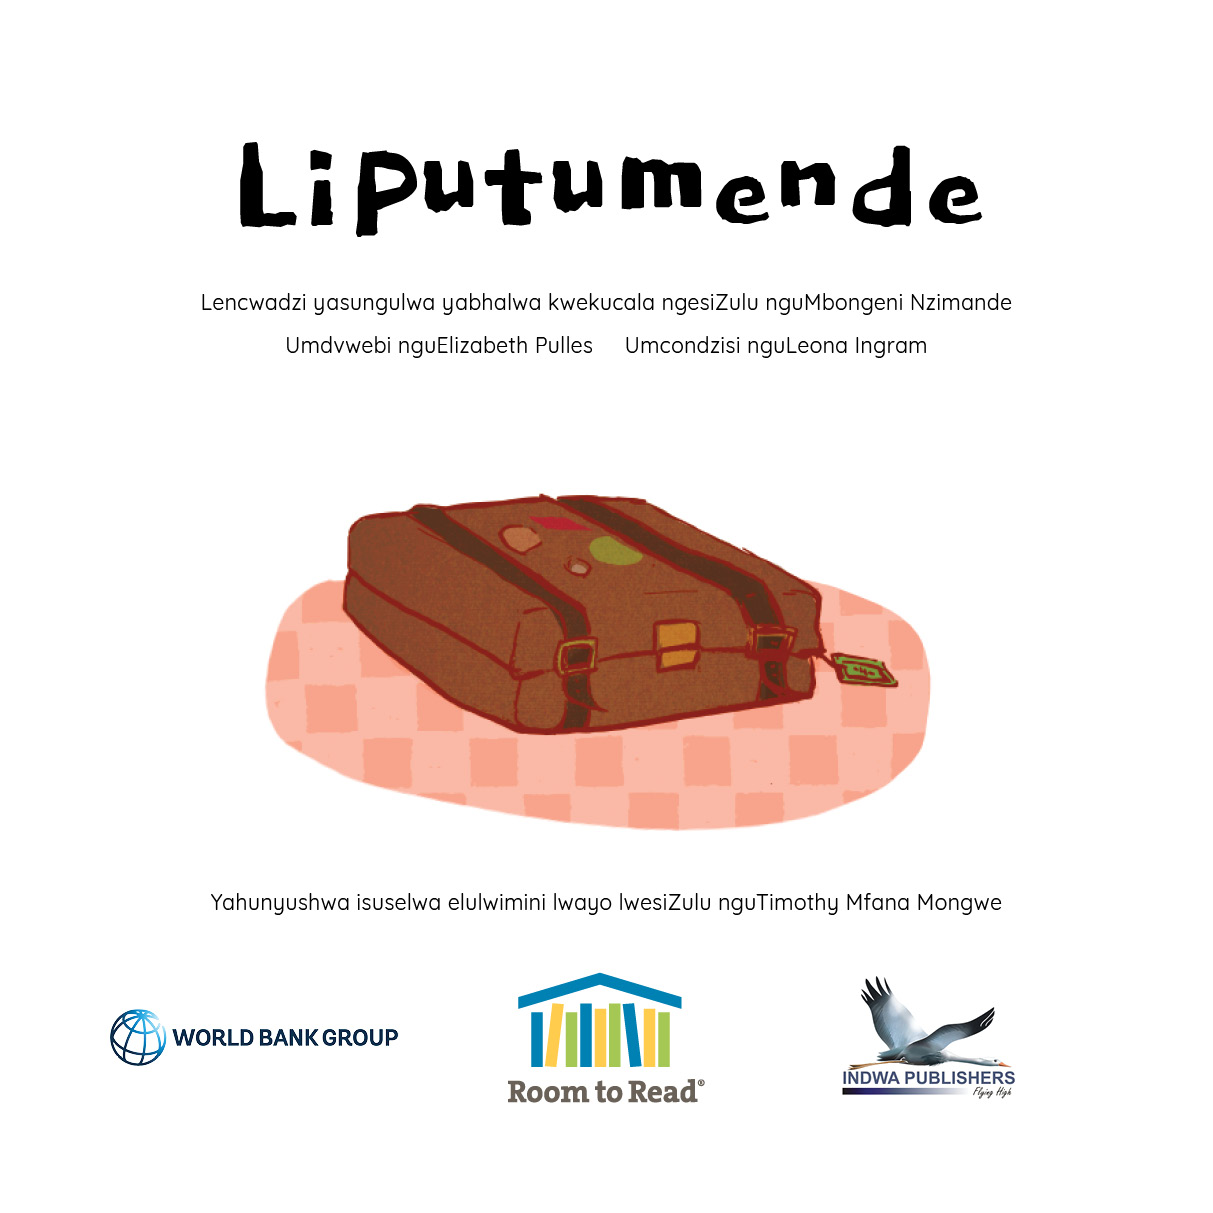 Liputumende
Lencwadzi yasungulwa yabhalwa kwekucala ngesiZulu nguMbongeni Nzimande
Umdvwebi nguElizabeth Pulles Umcondzisi nguLeona Ingram
Yahunyushwa isuselwa elulwimini lwayo lwesiZulu nguTimothy Mfana Mongwe
WORLD BANK GROUP
Room to Read®
INDWA PUBLISHERS
Flying High